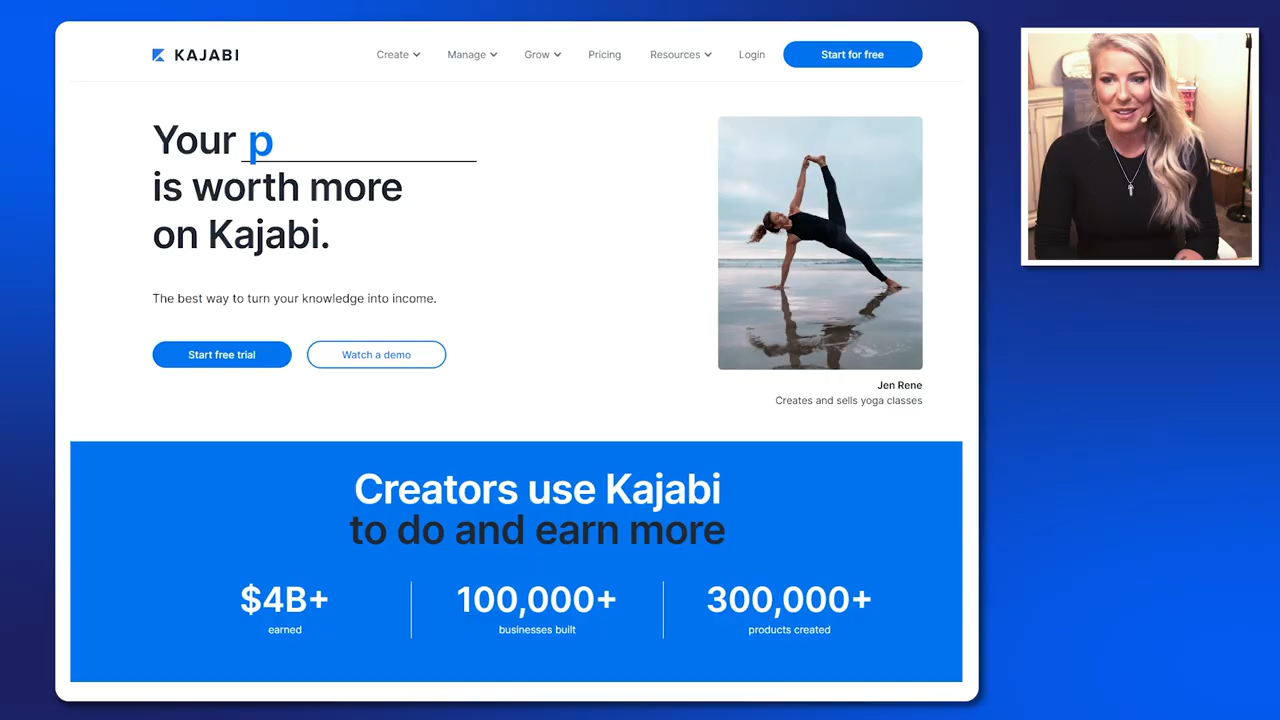 KAJABI
Create Manage Grow Pricing Resources Login Start for free
Your p
is worth more
on Kajabi.
The best way to turn your knowledge into income.
Start free trial Watch a demo
Jen Rene
Creates and sells yoga classes
Creators use Kajabi
to do and earn more
$4B+ 100,000+ 300,000+
earned businesses built products created